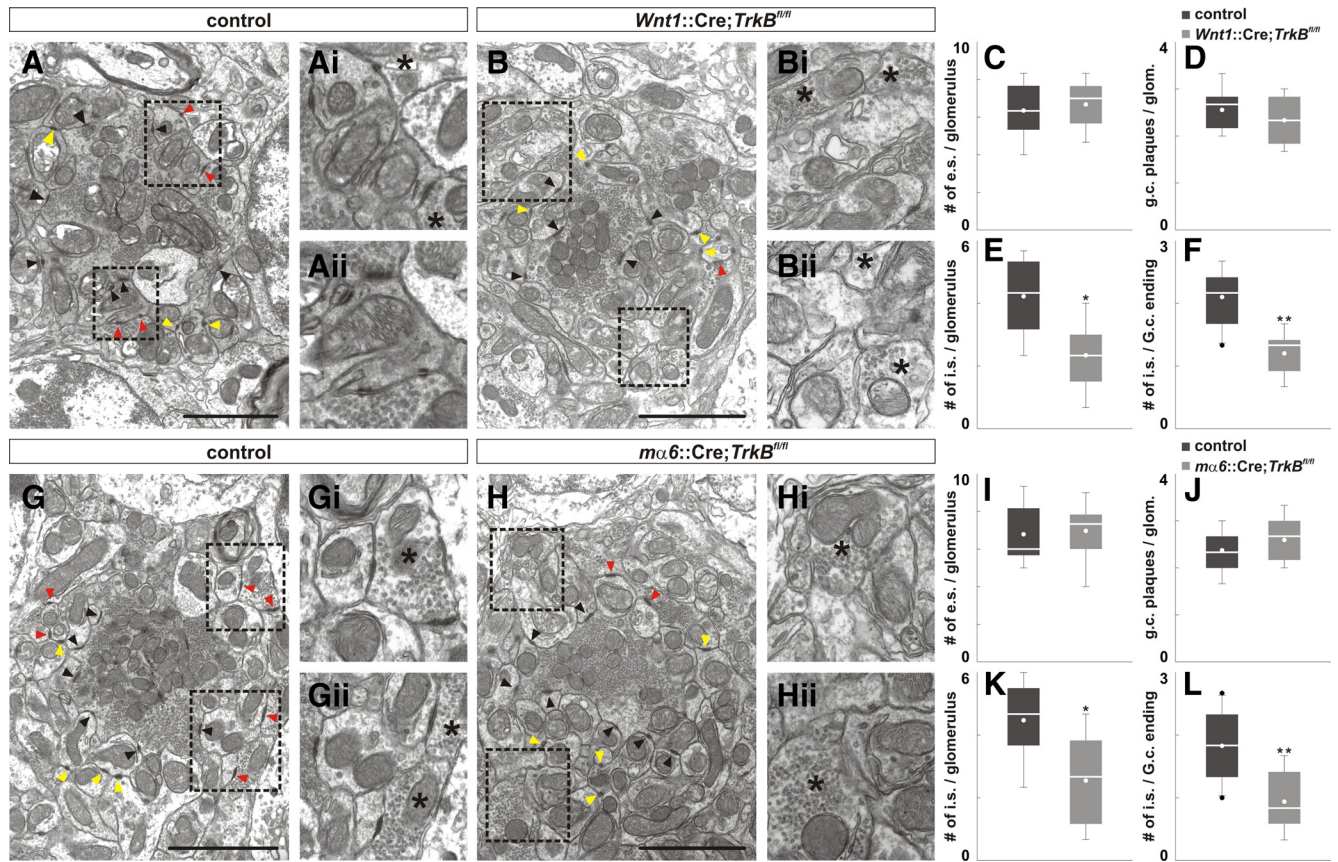 control
Wnt1::Cre;TrkBfl/fl
control
Wnt1::Cre;TrkBfl/fl
A
Ai
*
*
Aii
B
Bi
*
*
Bii
*
*
C
# of e.s. / glomerulus
10
0
D
g.c. plaques / glom.
4
0
E
# of i.s. / glomerulus
6
0
*
F
# of i.s. / G.c. ending
3
0
**
control
mα6::Cre;TrkBfl/fl
control
mα6::Cre;TrkBfl/fl
G
Gi
*
Gii
*
*
H
Hi
*
Hii
*
I
# of e.s. / glomerulus
10
0
J
g.c. plaques / glom.
4
0
K
# of i.s. / glomerulus
6
0
*
L
# of i.s. / G.c. ending
3
0
**